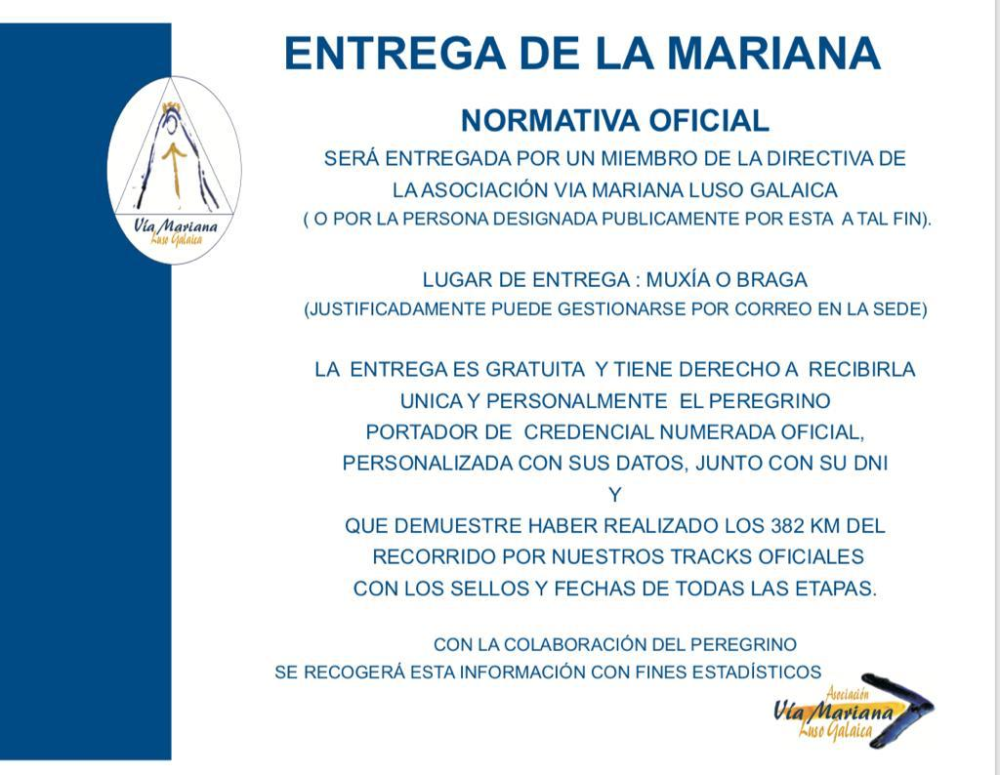 ENTREGA DE LA MARIANA
NORMATIVA OFICIAL
SERÁ ENTREGADA POR UN MIEMBRO DE LA DIRECTIVA DE
LA ASOCIACIÓN VIA MARIANA LUSO GALAICA
( O POR LA PERSONA DESIGNADA PUBLICAMENTE POR ESTA A TAL FIN).
Vía Mariana
Luso Galaica
LUGAR DE ENTREGA : MUXÍA O BRAGA
(JUSTIFICADAMENTE PUEDE GESTIONARSE POR CORREO EN LA SEDE)
LA ENTREGA ES GRATUITA Y TIENE DERECHO A RECIBIRLA
UNICA Y PERSONALMENTE EL PEREGRINO
PORTADOR DE CREDENCIAL NUMERADA OFICIAL,
PERSONALIZADA CON SUS DATOS, JUNTO CON SU DNI
Y
QUE DEMUESTRE HABER REALIZADO LOS 382 KM DEL
RECORRIDO POR NUESTROS TRACKS OFICIALES
CON LOS SELLOS Y FECHAS DE TODAS LAS ETAPAS.
CON LA COLABORACIÓN DEL PEREGRINO
SE RECOGERÁ ESTA INFORMACIÓN CON FINES ESTADÍSTICOS
Asociación
Vía Mariana
Luso Galaica